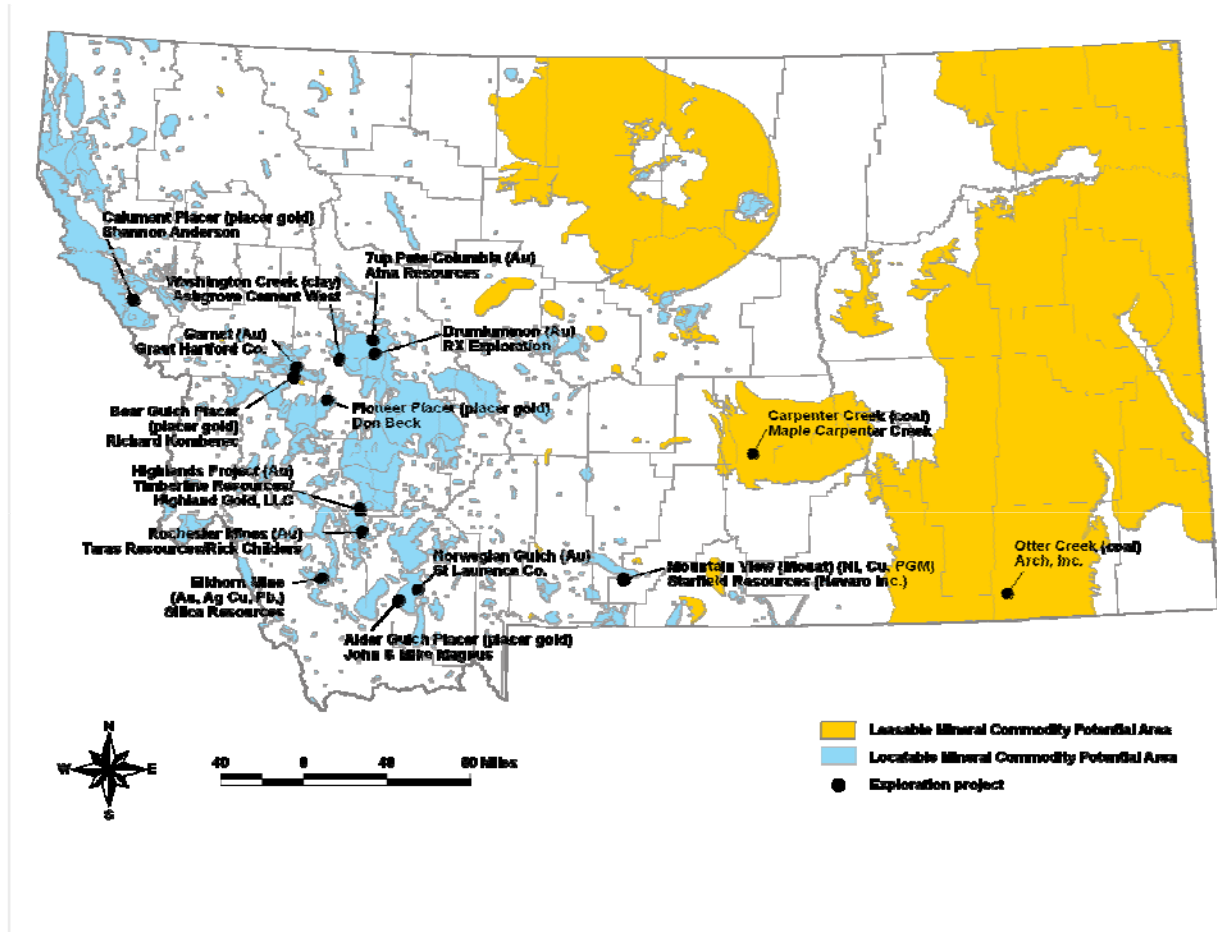 Calument Placer (placer gold)
Shannon Anderson
7up Pete-Columbia (Au)
Atna Resources
Washington Creek (clay)
Ashgrove Cement West
Garnet (Au)
Grant Hartford Co.
Drumlummon (Au)
RX Exploration
Bear Gulch Placer
(placer gold)
Richard
Pioneer Placer (placer gold)
Don Beck
Carpenter Creek (coal)
Maple Carpenter Creek
Highlands Project (Au)
Timberline Resources/
Highland Gold, LLC
Rochester Mines (Au)
Taras Resources/Rick Childers
Elkhorn Mine
(Au, Ag Cu, Pb,)
Silica Resources
Norwegian Gulch (Au)
St Laurence Co.
Alder Gulch Placer (placer gold)
John & Mike Magnus
Mountain View (Mouat) (Ni, Cu, PGM)
Starfield Resources (Nevaro Inc.)
Otter Creek (coal)
Arch, Inc.
N
W E
S
40 0 80 Miles
Leasable Mineral Commodity Potential Area
Locatable Mineral Commodity Potential Area
Exploration project